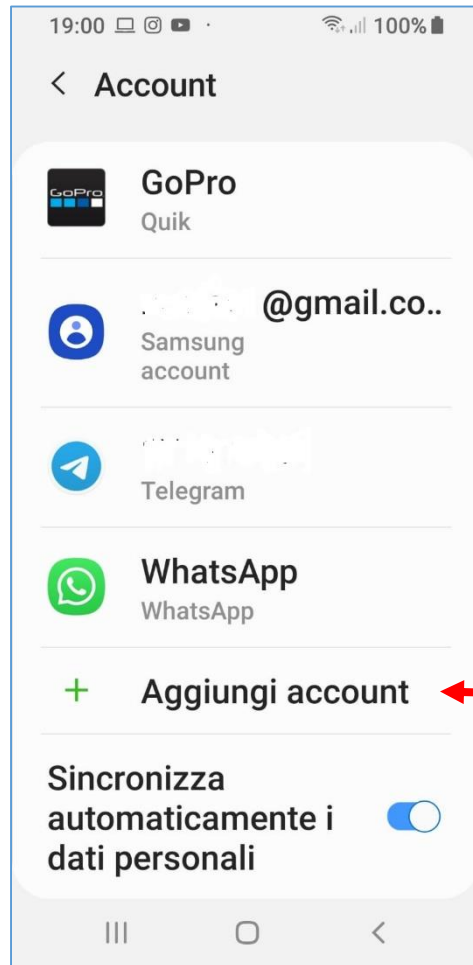 19:00
100%
Account
GoPro
GoPro
Quik
@gmail.co..
Samsung
account
Telegram
WhatsApp
WhatsApp
Aggiungi account
Sincronizza
automaticamente i
dati personali